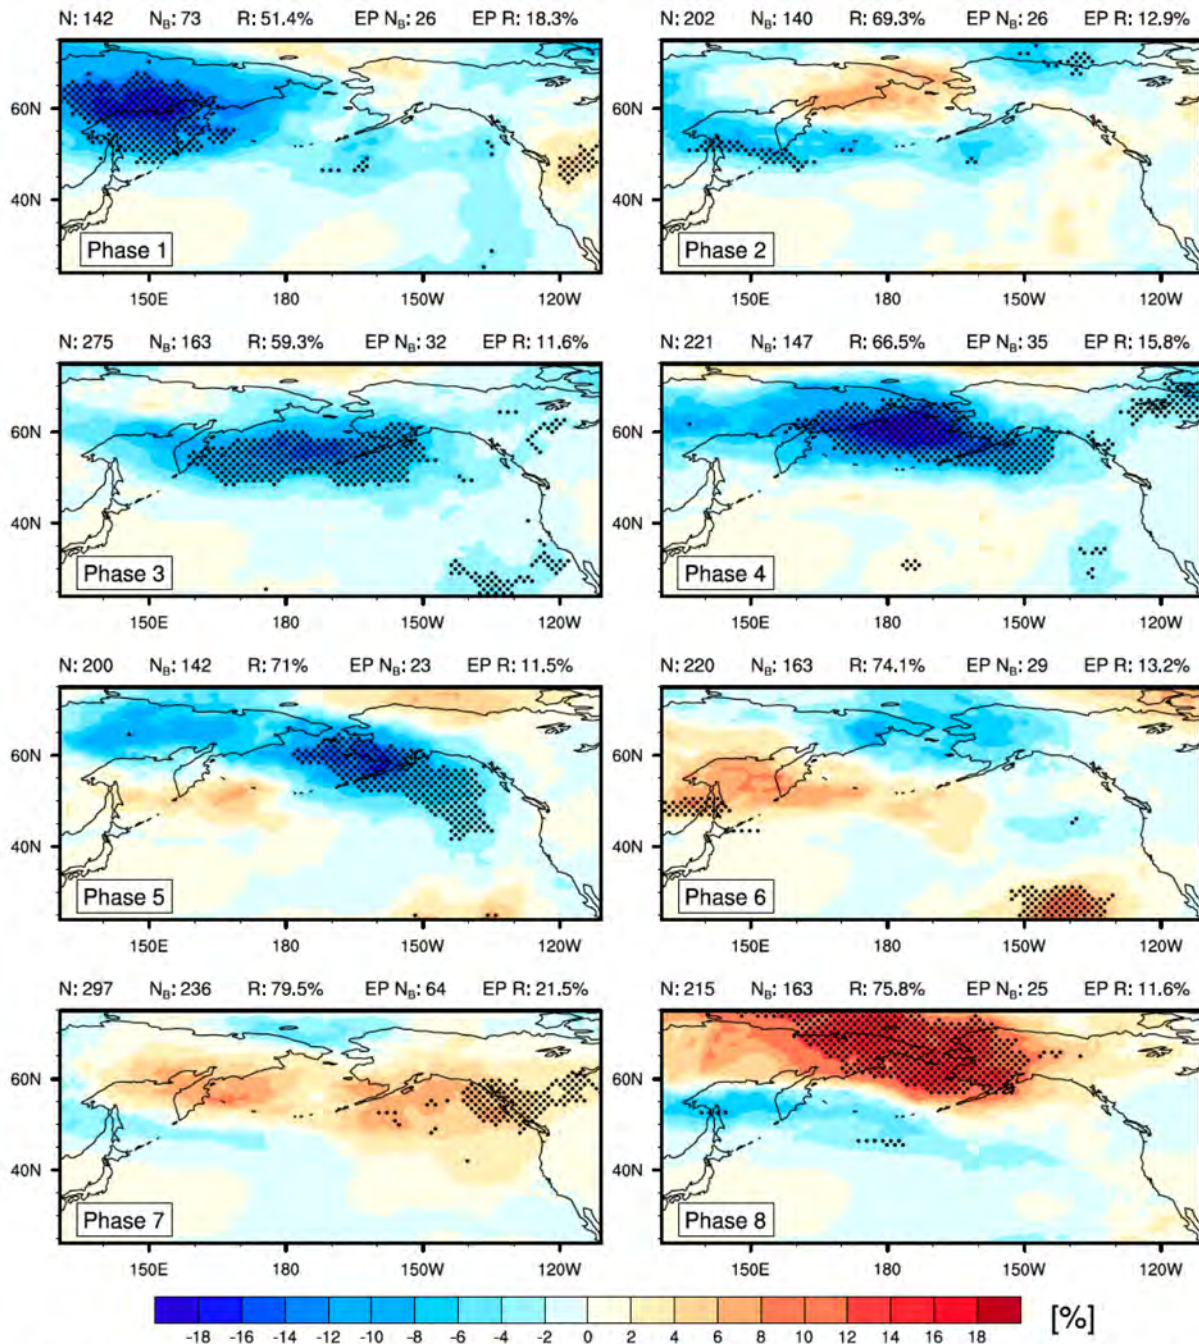 N: 142 N_B: 73 R: 51.4% EP N_B: 26 EP R: 18.3%
N: 202 N_B: 140 R: 69.3% EP N_B: 26 EP R: 12.9%
60N
40N
Phase 1
Phase 2
150E 180 150W 120W
150E 180 150W 120W
N: 275 N_B: 163 R: 59.3% EP N_B: 32 EP R: 11.6%
N: 221 N_B: 147 R: 66.5% EP N_B: 35 EP R: 15.8%
60N
60N
40N
40N
Phase 3
Phase 4
150E 180 150W 120W
150E 180 150W 120W
N: 200 N_B: 142 R: 71% EP N_B: 23 EP R: 11.5%
N: 220 N_B: 163 R: 74.1% EP N_B: 29 EP R: 13.2%
60N
60N
40N
40N
Phase 5
Phase 6
150E 180 150W 120W
150E 180 150W 120W
N: 297 N_B: 236 R: 79.5% EP N_B: 64 EP R: 21.5%
N: 215 N_B: 163 R: 75.8% EP N_B: 25 EP R: 11.6%
60N
60N
40N
40N
Phase 7
Phase 8
150E 180 150W 120W
150E 180 150W 120W
-18 -16 -14 -12 -10 -8 -6 -4 -2 0 2 4 6 8 10 12 14 16 18 [%]